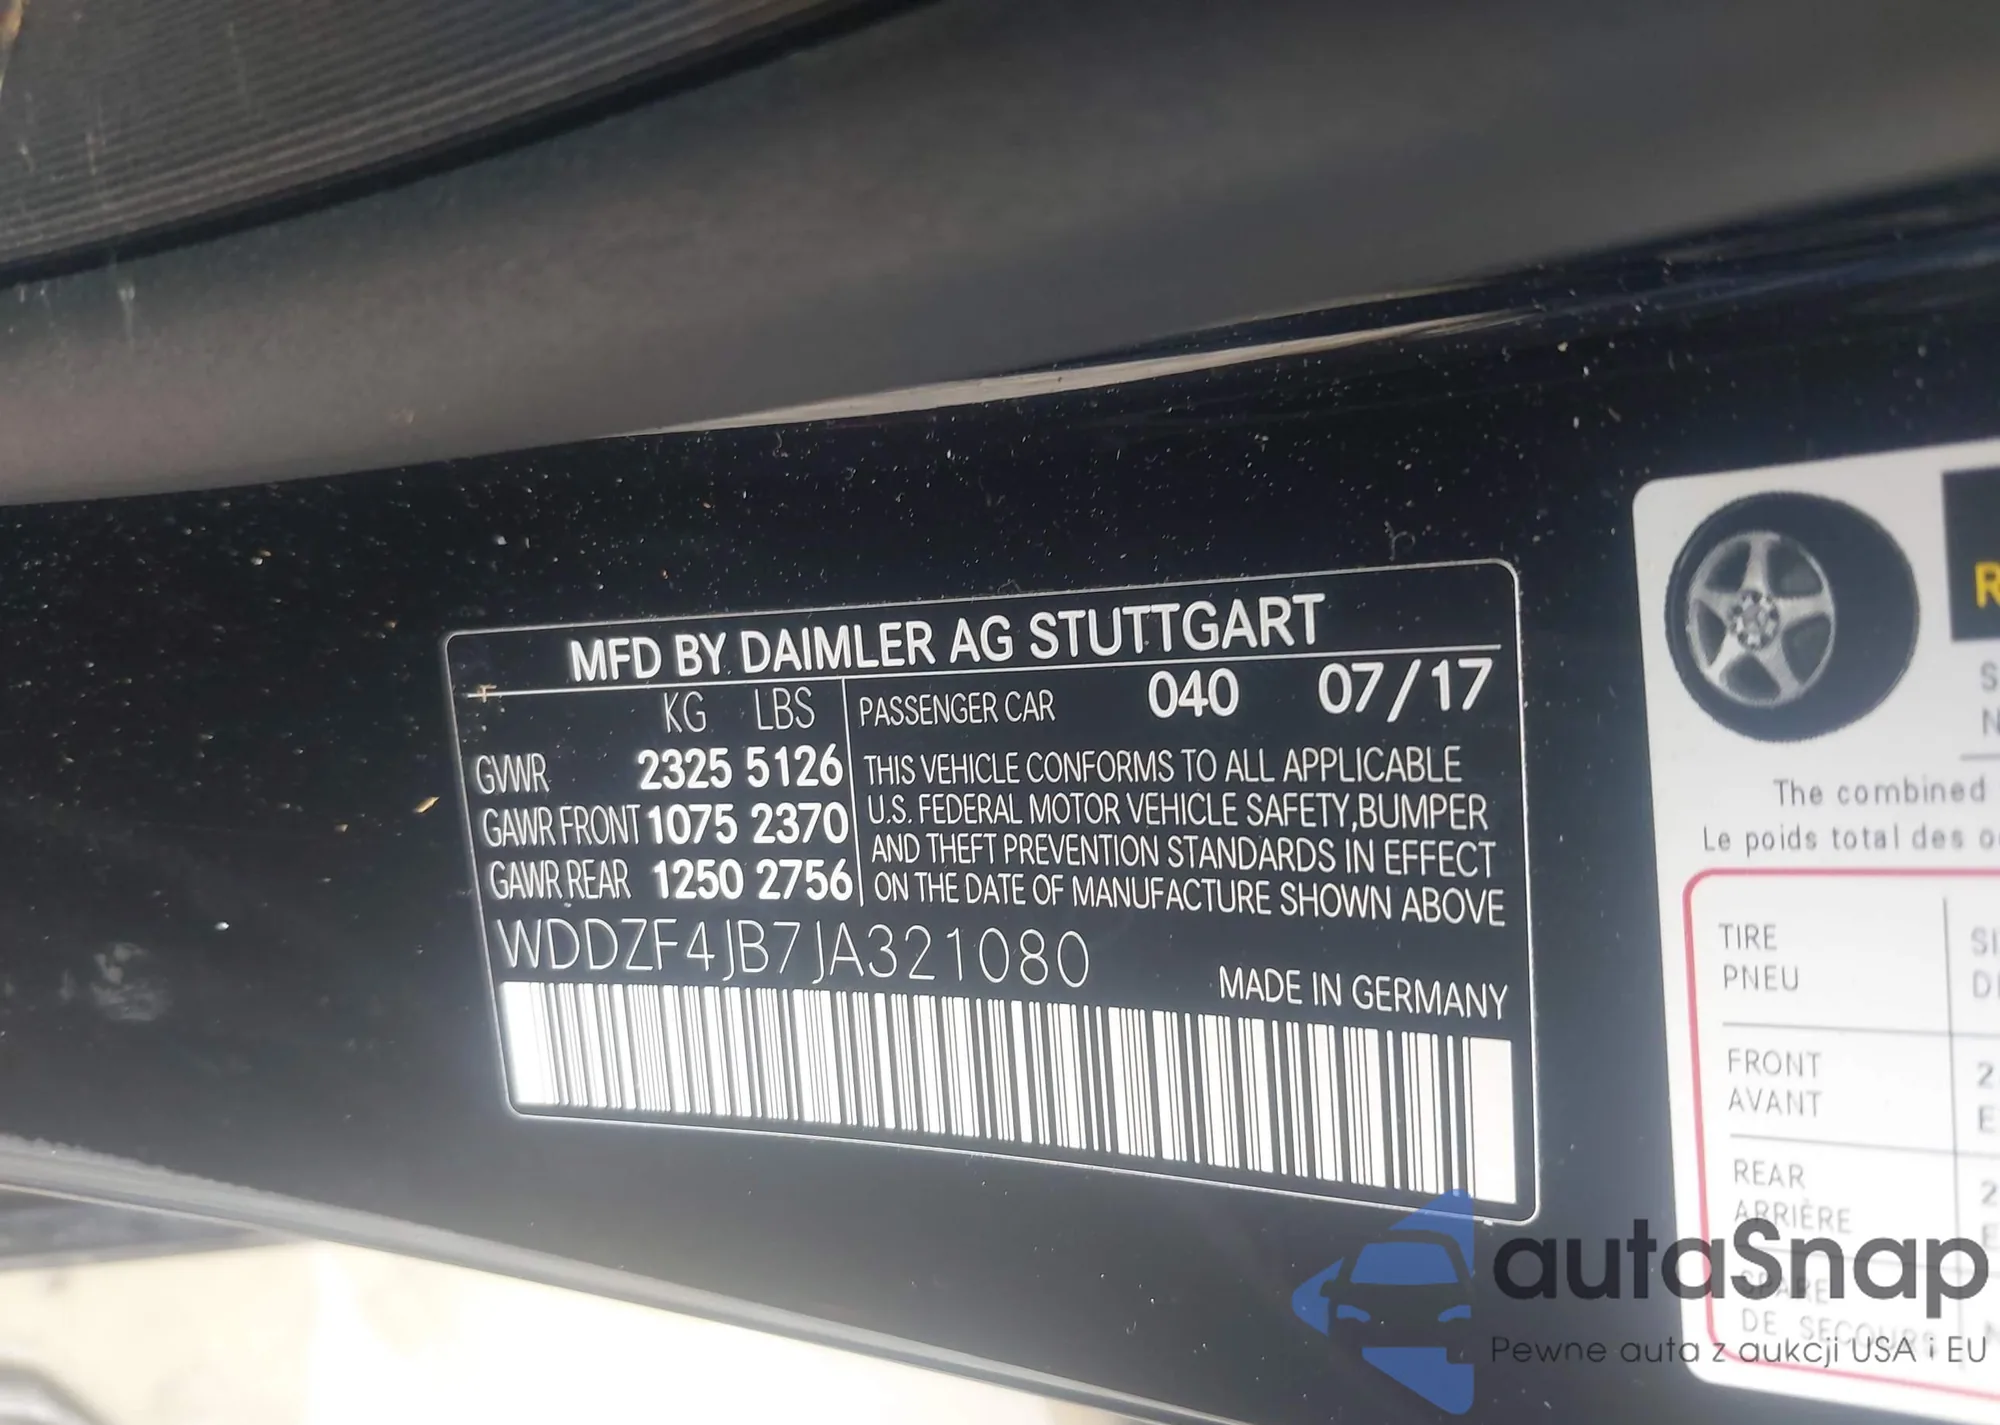 MFD BY DAIMLER AG STUTTGART
KG LBS
GVWR 2325 5126
GAWR FRONT 1075 2370
GAWR REAR 1250 2756
PASSENGER CAR 040 07/17
THIS VEHICLE CONFORMS TO ALL APPLICABLE
U.S. FEDERAL MOTOR VEHICLE SAFETY,BUMPER
AND THEFT PREVENTION STANDARDS IN EFFECT
ON THE DATE OF MANUFACTURE SHOWN ABOVE
WDDZF4JB7JA321080
MADE IN GERMANY
The combined
Le poids total des
TIRE
PNEU
FRONT
AVANT
REAR
ARRIÈRE
SPARE
DE SECOURS
autaSnap
Pewne auta z aukcji USA i EU